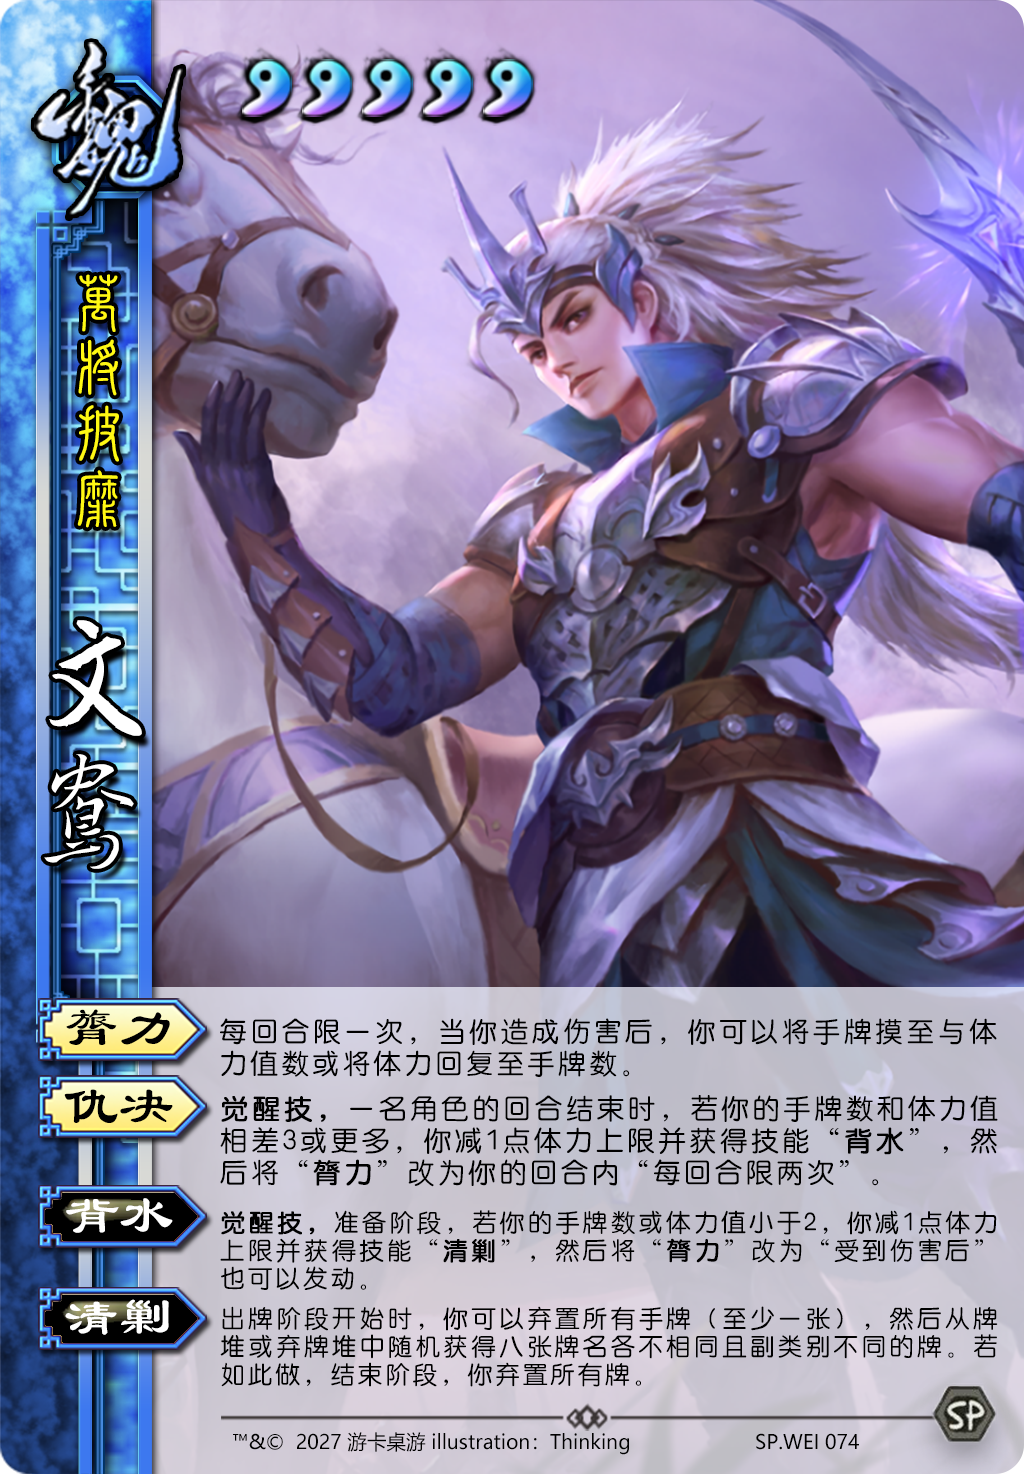 魏
萬将披靡
文鸯
膂力
每回合限一次，当你造成伤害后，你可以将手牌摸至与体
力值数或将体力回复至手牌数。
仇决
觉醒技，一名角色的回合结束时，若你的手牌数和体力值
相差3或更多，你减1点体力上限并获得技能“背水”，然
后将“膂力”改为你的回合内“每回合限两次”。
背水
觉醒技，准备阶段，若你的手牌数或体力值小于2，你减1点体力
上限并获得技能“清剿”，然后将“膂力”改为“受到伤害后”
也可以发动。
清剿
出牌阶段开始时，你可以弃置所有手牌（至少一张），然后从牌
堆或弃牌堆中随机获得八张牌名各不相同且副类别不同的牌。若
如此做，结束阶段，你弃置所有牌。
SP
™&© 2027 游卡桌游 illustration：Thinking
SP.WEI 074